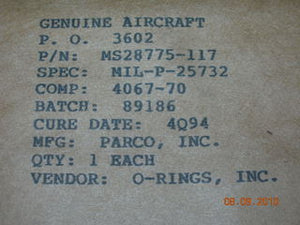 GENUINE AIRCRAFT
P. O. 3602
P/N: MS28775-117
SPEC: MIL-P-25732
COMP: 4067-70
BATCH: 89186
CURE DATE: 4Q94
MFG: PARCO, INC.
QTY: 1 EACH
VENDOR: O-RINGS, INC.
08.09.2010